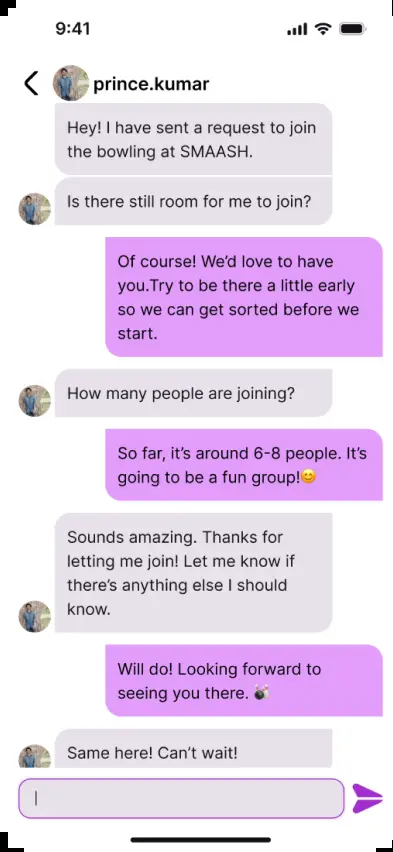 9:41
prince.kumar
Hey! I have sent a request to join
the bowling at SMAASH.
Is there still room for me to join?
Of course! We’d love to have
you.Try to be there a little early
so we can get sorted before we
start.
How many people are joining?
So far, it’s around 6-8 people. It’s
going to be a fun group!😊
Sounds amazing. Thanks for
letting me join! Let me know if
there’s anything else I should
know.
Will do! Looking forward to
seeing you there. 🎳
Same here! Can’t wait!